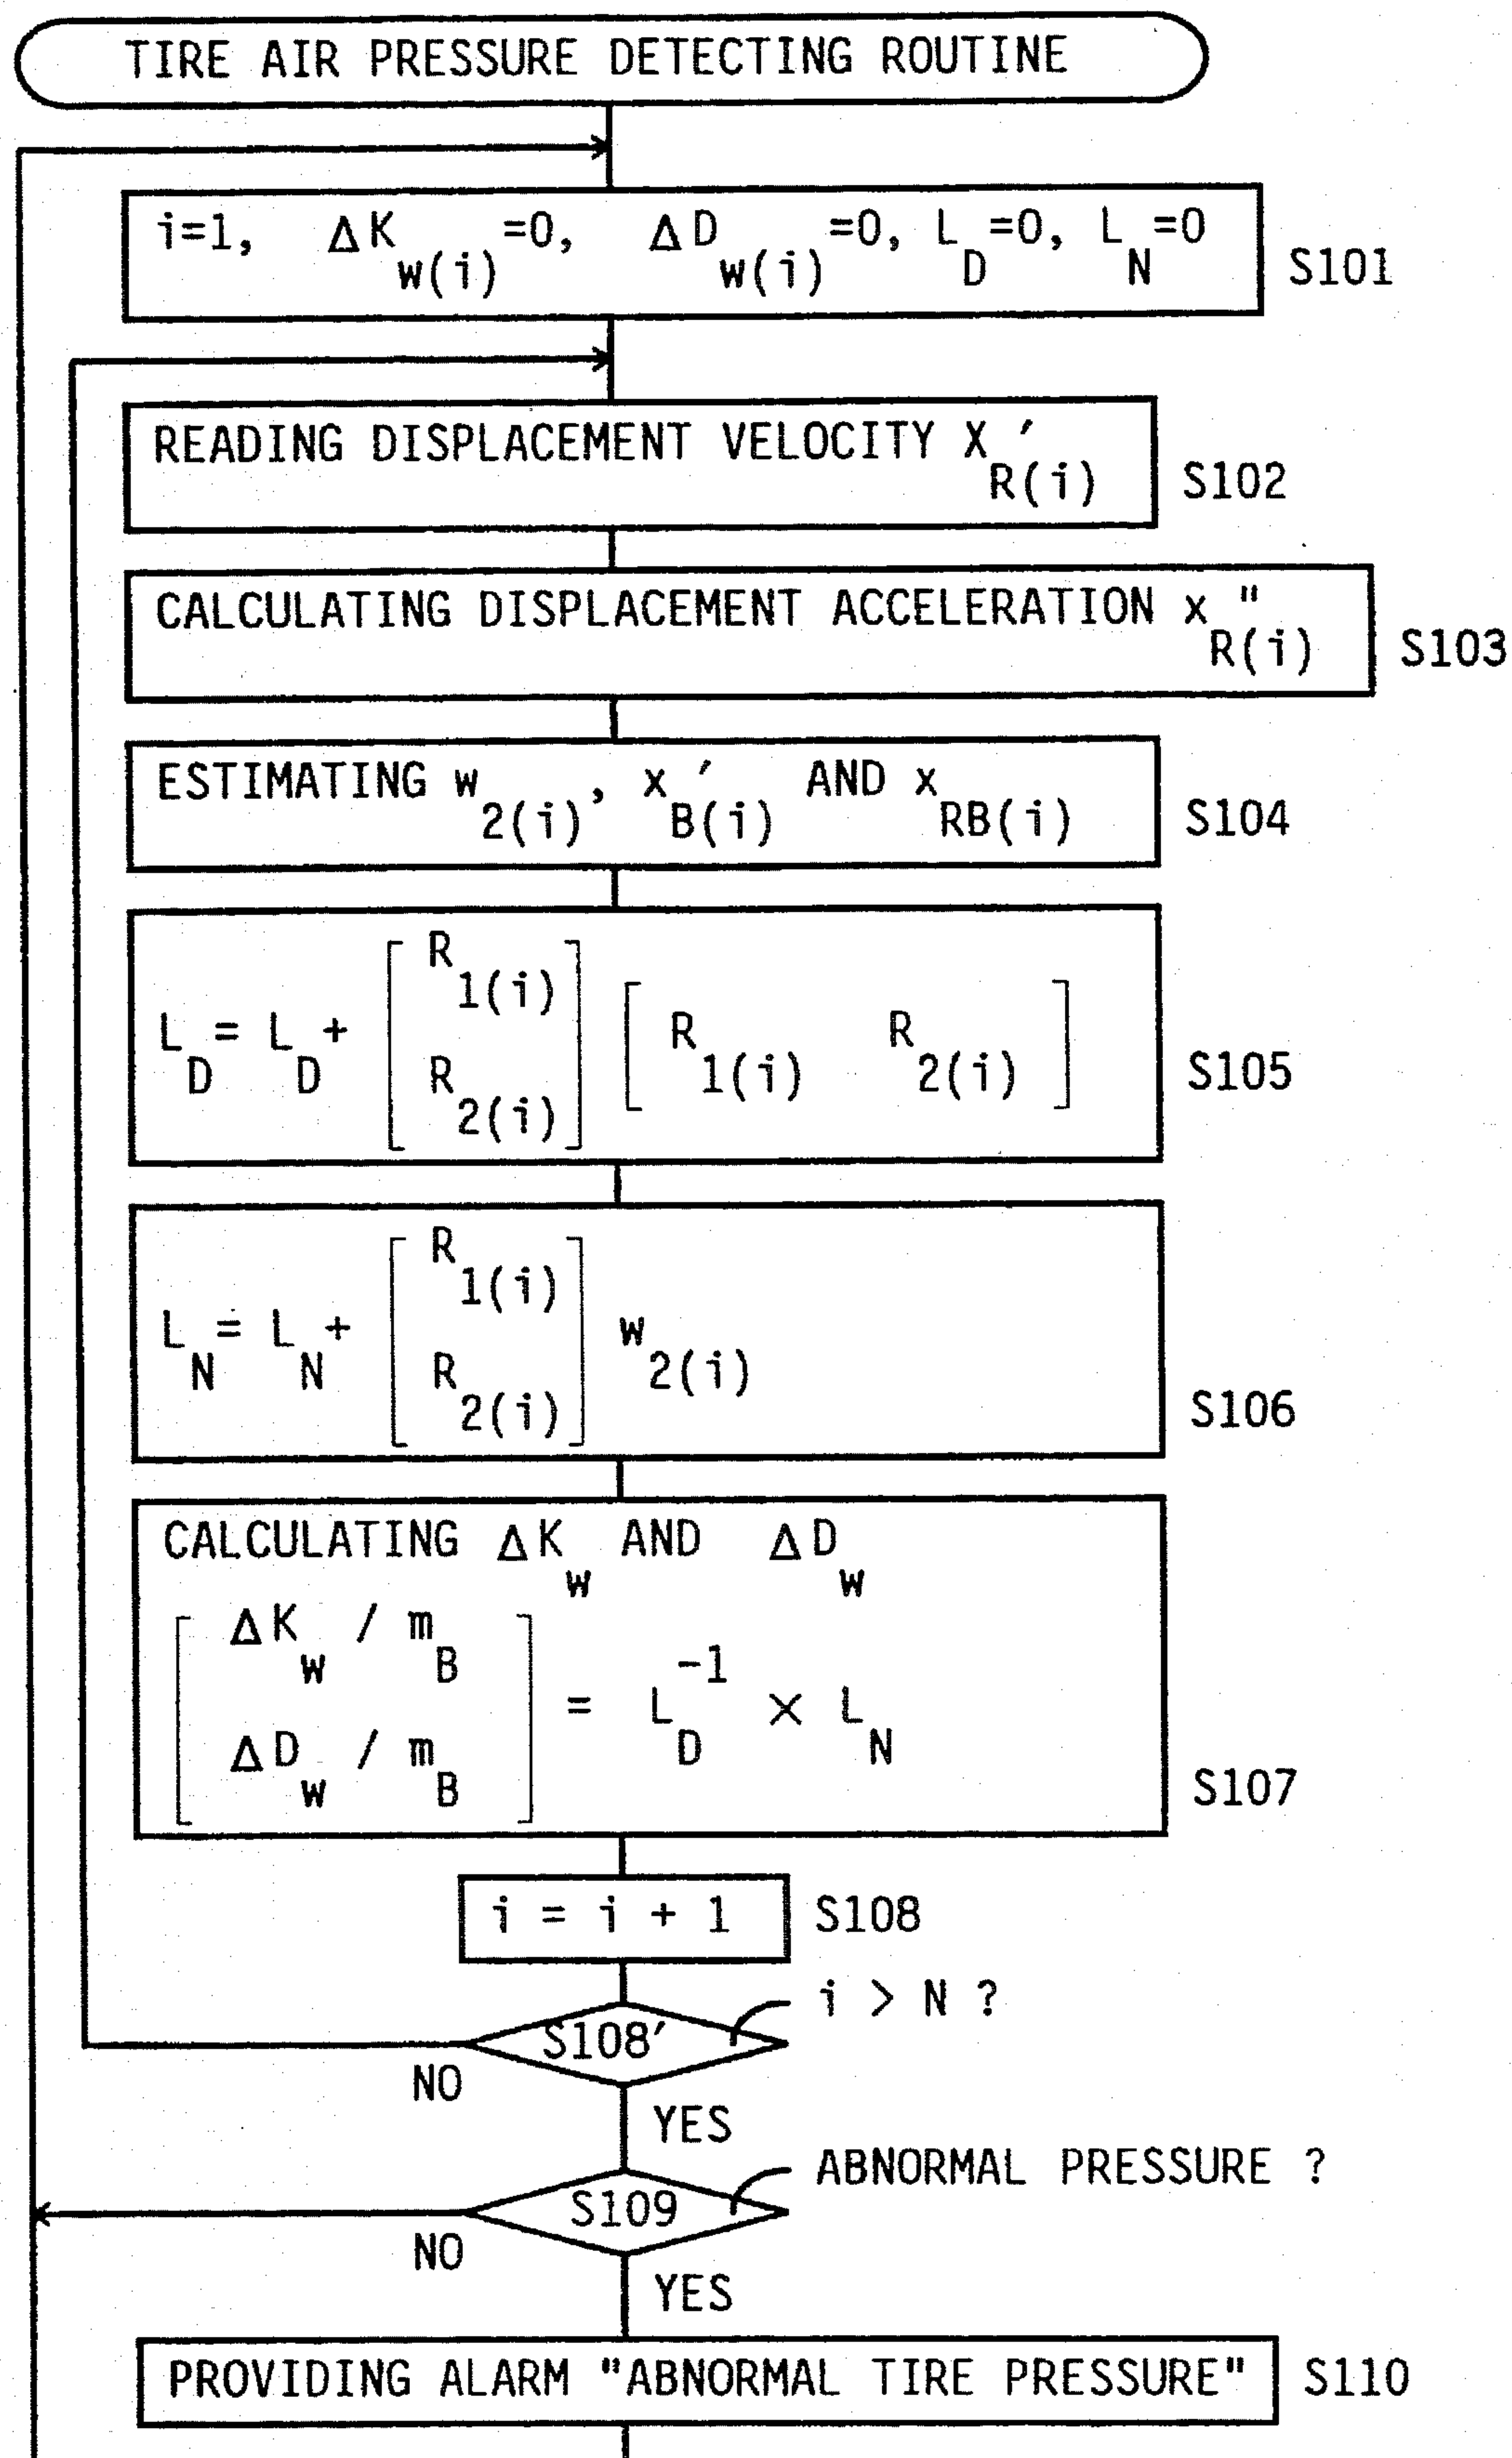 TIRE AIR PRESSURE DETECTING ROUTINE
i=1, ΔK w(i) =0, ΔD w(i) =0, L D =0, L N =0
S101
READING DISPLACEMENT VELOCITY X ′ R(i)
S102
CALCULATING DISPLACEMENT ACCELERATION x " R(i)
S103
ESTIMATING w 2(i) , x ′ B(i) AND x RB(i)
S104
L D = L D + [ R 1(i) R 2(i) ] [ R 1(i) R 2(i) ]
S105
L N = L N + [ R 1(i) R 2(i) ] w 2(i)
S106
CALCULATING ΔK w AND ΔD w
[ ΔK w / m B ΔD w / m B ] = L D -1 × L N
S107
i = i + 1
S108
i > N ?
S108′
NO
YES
ABNORMAL PRESSURE ?
S109
NO
YES
PROVIDING ALARM "ABNORMAL TIRE PRESSURE"
S110